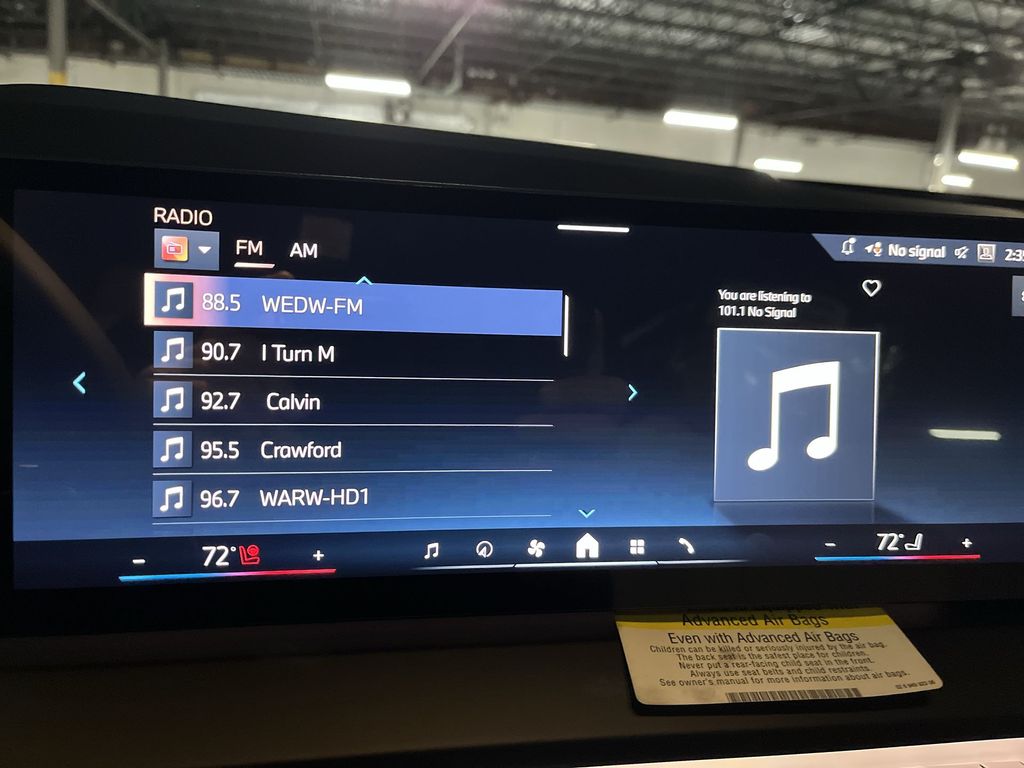 RADIO
FM AM
No signal
2:3
88.5 WEDW-FM
You are listening to
101.1 No Signal
90.7 I Turn M
92.7 Calvin
95.5 Crawford
96.7 WARW-HD1
- 72° +
- 72° +
Advanced Air Bags
Even with Advanced Air Bags
Children can be killed or seriously injured by the air bag.
The back seat is the safest place for children.
Never put a rear-facing child seat in the front.
Always use seat belts and child restraints.
See owner's manual for more information about air bags.